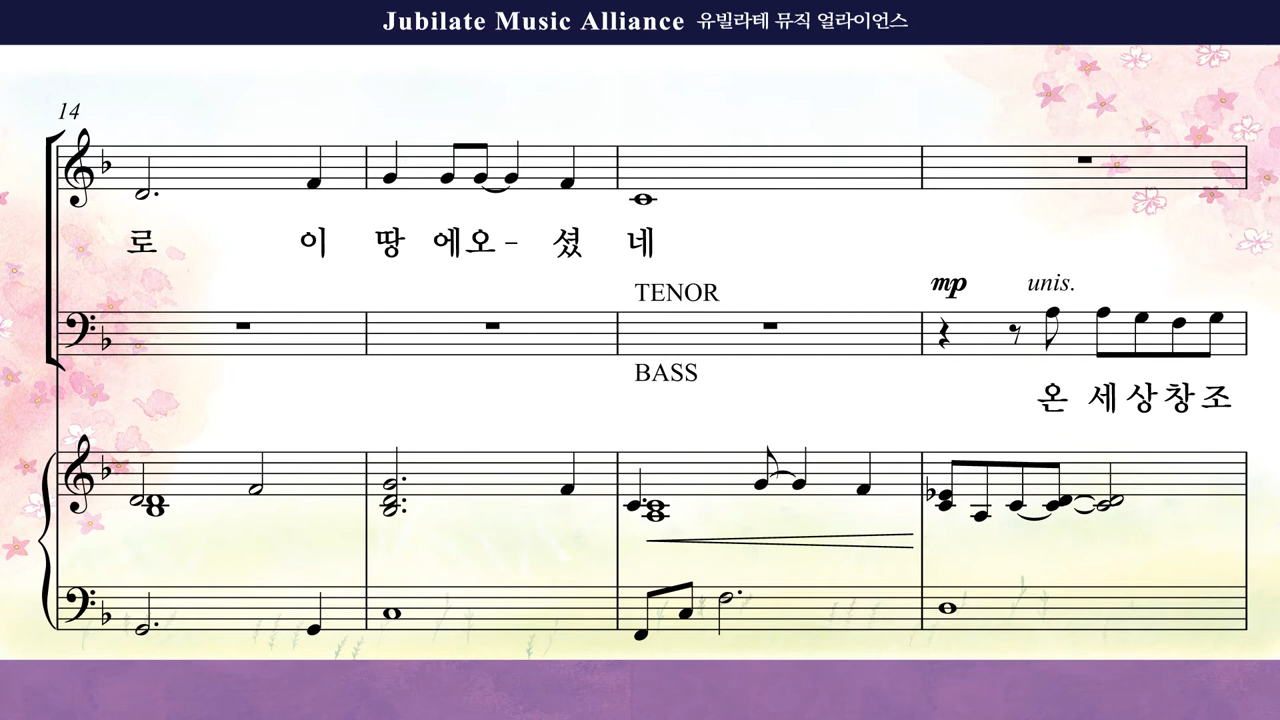 Jubilate Music Alliance 유빌라테 뮤직 얼라이언스
14
로 이 땅 에 오 - 셨 네
TENOR
mp unis.
BASS
온 세 상 창 조